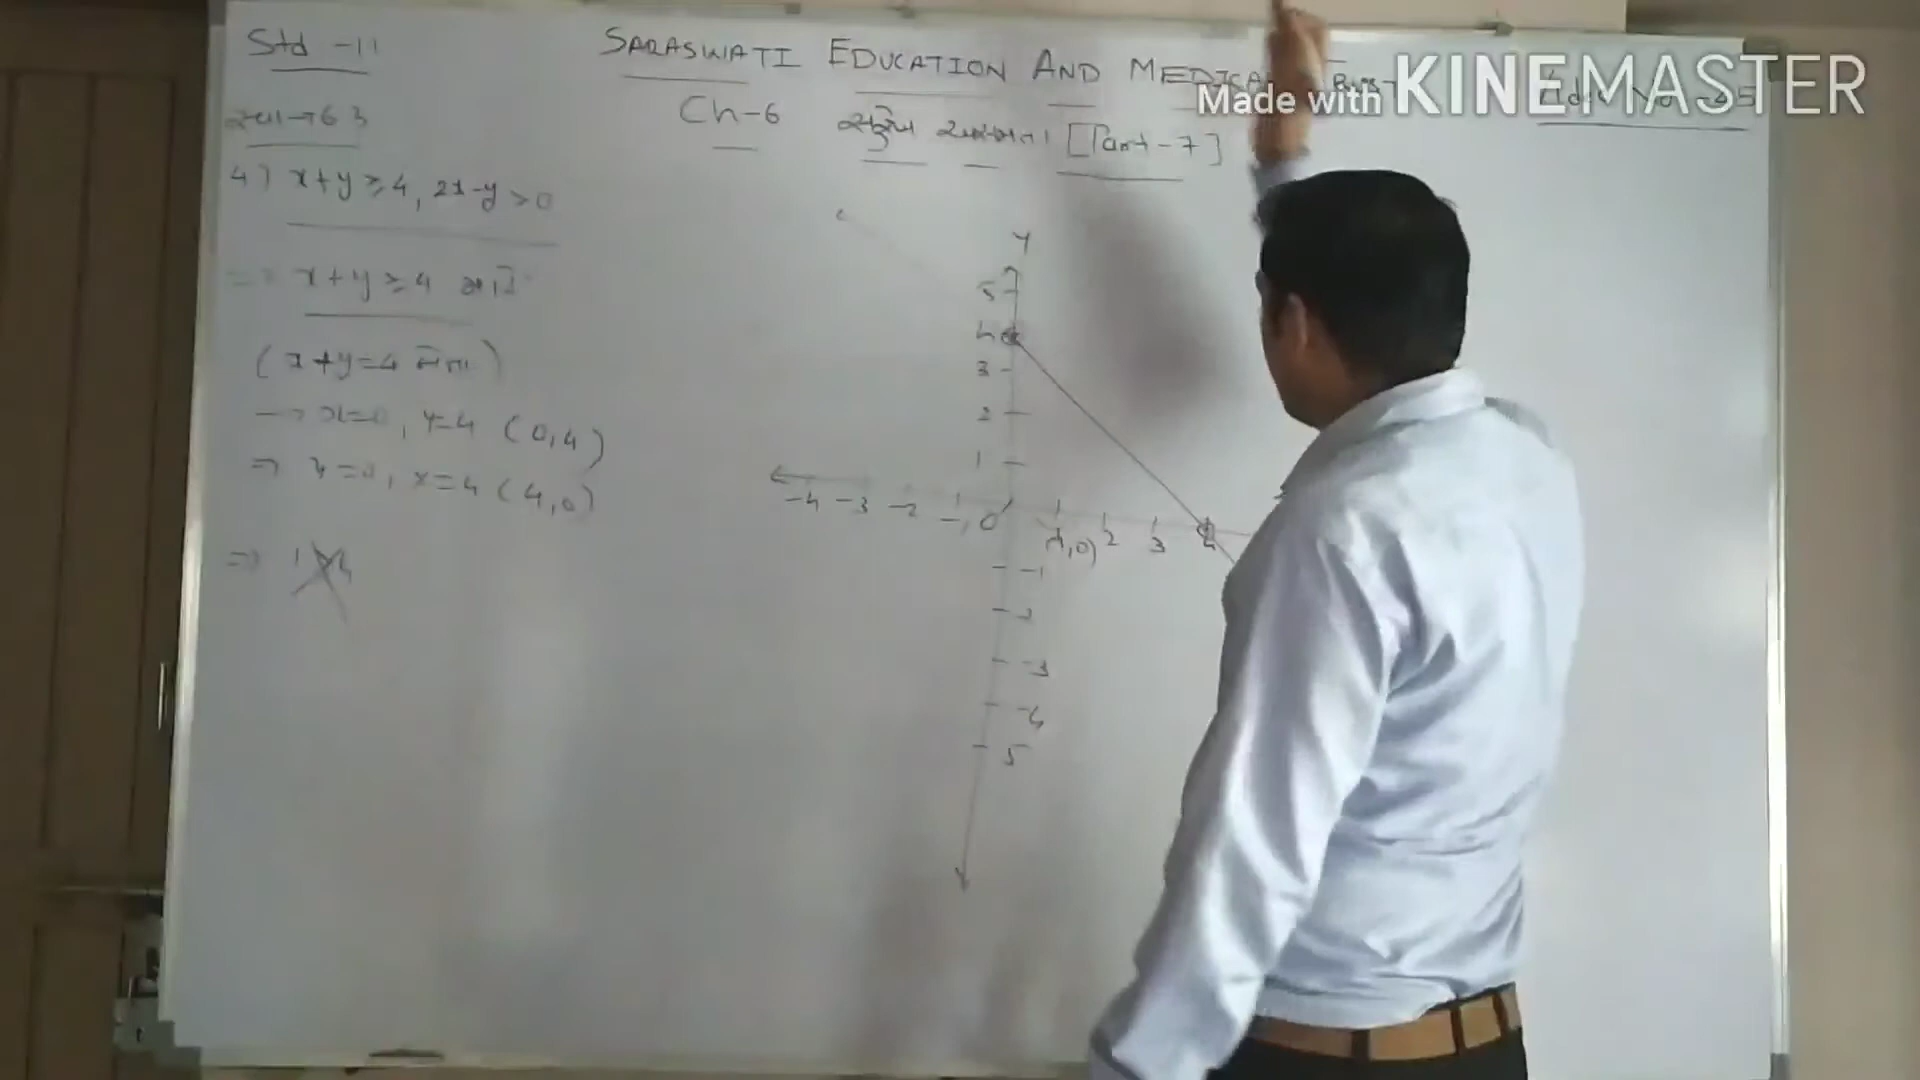 Std -11
SARASWATI EDUCATION AND MEDICAL
Made with KINEMASTER
Ch-6 [Part-7]
4) x+y ≥ 4, 2x-y > 0
=> x+y ≥ 4 અને
(x+y=4 લેતા)
→ x=0, y=4 (0,4)
=> y=0, x=4 (4,0)
=>
Y
5
4
3
2
1
-4 -3 -2 -1 0 (1,0) 2 3 4
-1
-2
-3
-4
5